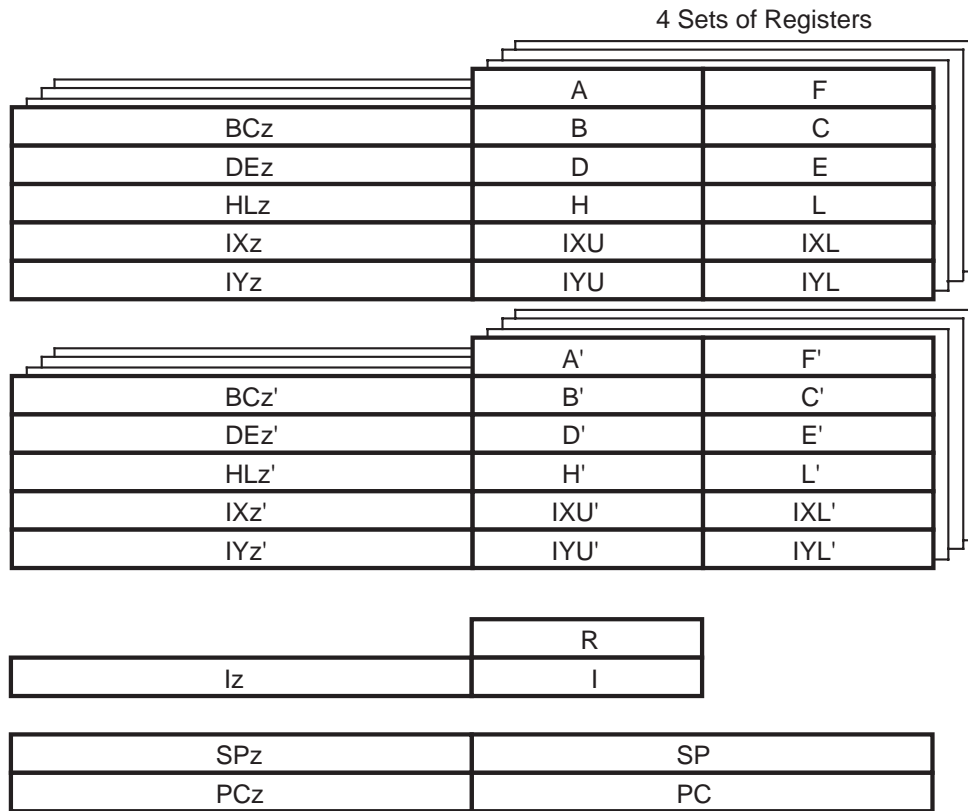 4 Sets of Registers
A F
BCz B C
DEz D E
HLz H L
IXz IXU IXL
IYz IYU IYL
A' F'
BCz' B' C'
DEz' D' E'
HLz' H' L'
IXz' IXU' IXL'
IYz' IYU' IYL'
R
Iz I
SPz SP
PCz PC